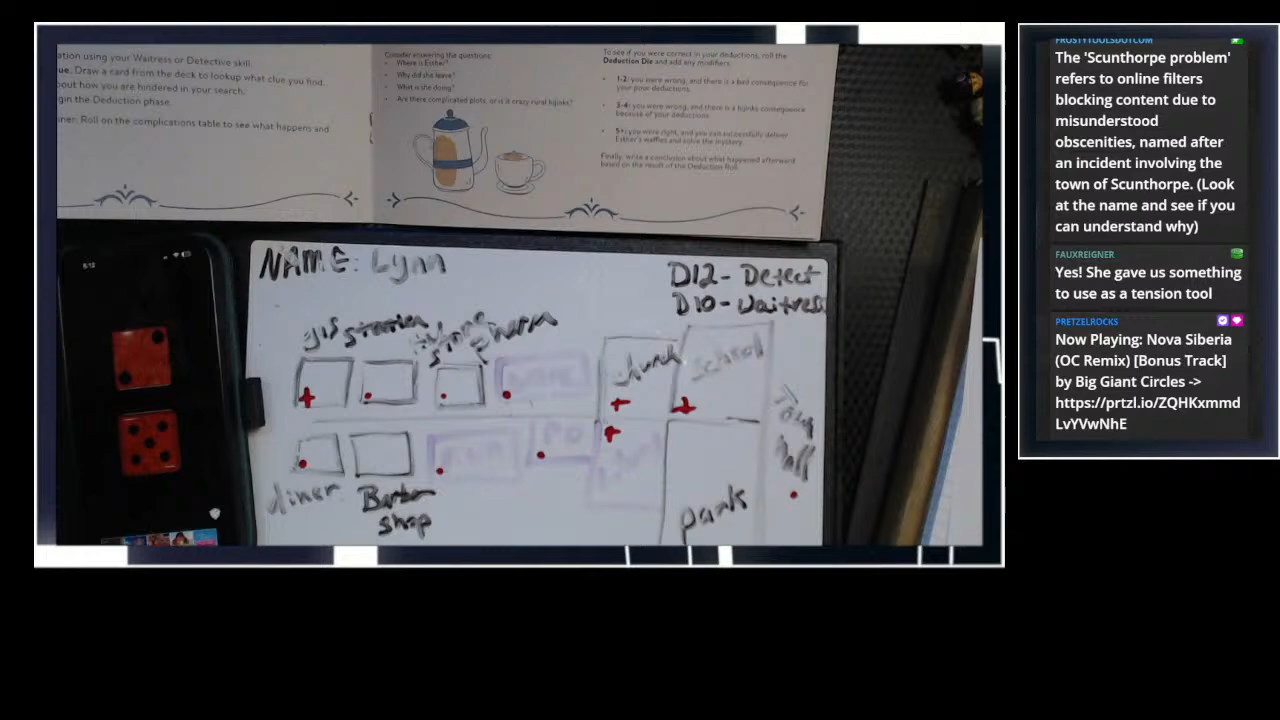 ation using your Waitress or Detective skill.
ue. Draw a card from the deck to lookup what clue you find.
bout how you are hindered in your search.
gin the Deduction phase.
iner. Roll on the complications table to see what happens and
Consider answering the questions:
Where is Esther?
Why did she leave?
What is she doing?
Are there complicated plots, or is it crazy rural hijinks?
To see if you were correct in your deductions, roll the
Deduction Die and add any modifiers.
1-2: you were wrong, and there is a bad consequence for
your poor deductions.
3-4: you were wrong, and there is a hijinks consequence
because of your deductions.
5+: you were right, and you can successfully deliver
Esther's waffles and solve the mystery.
Finally, write a conclusion about what happened afterward
based on the result of the Deduction Roll.
NAME: Lynn
D12- Detect
D10- Waitress
gas station
church
school
Town
Hall
PO
diner
Barber
shop
park
FROSTYTOOLSDOTCOM
The 'Scunthorpe problem'
refers to online filters
blocking content due to
misunderstood
obscenities, named after
an incident involving the
town of Scunthorpe. (Look
at the name and see if you
can understand why)
FAUXREIGNER
Yes! She gave us something
to use as a tension tool
PRETZELROCKS
Now Playing: Nova Siberia
(OC Remix) [Bonus Track]
by Big Giant Circles ->
https://prtzl.io/ZQHKxmmd
LvYVwNhE